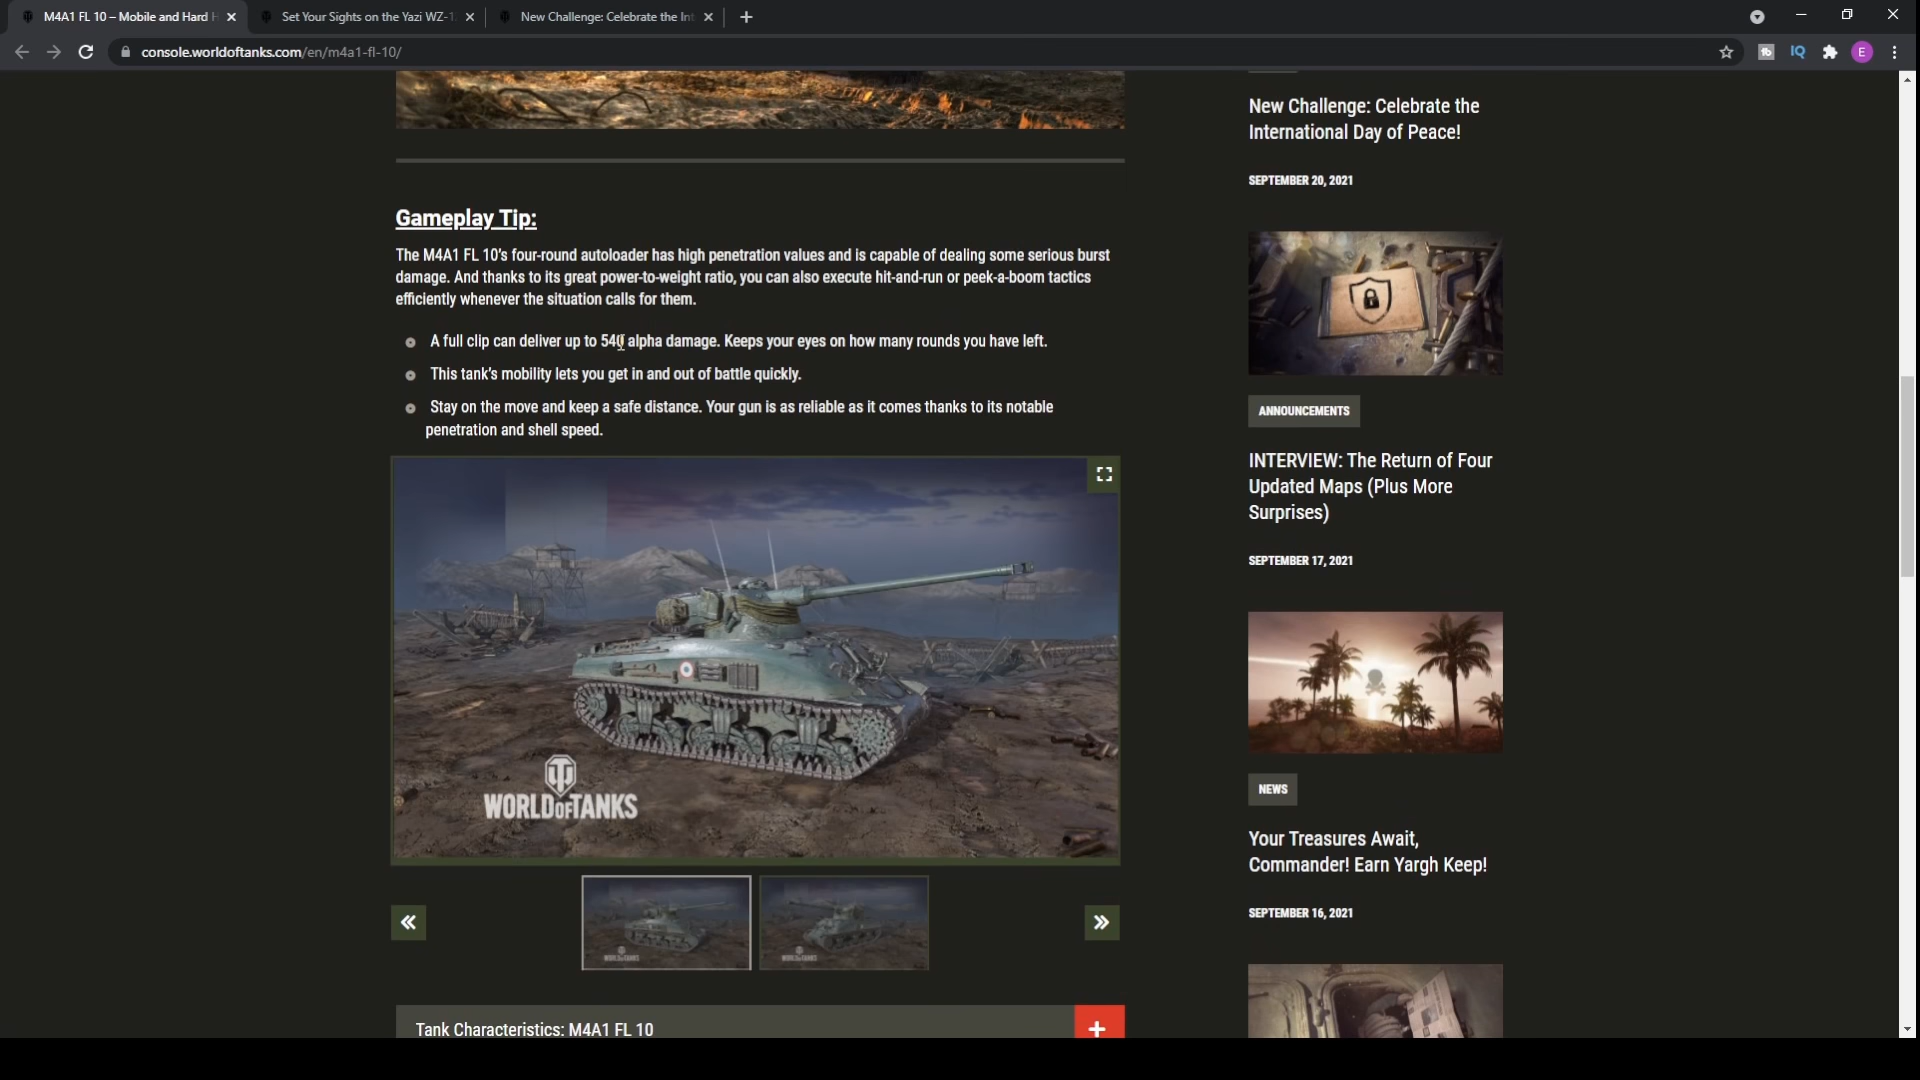 M4A1 FL 10 – Mobile and Hard H
Set Your Sights on the Yazi WZ-1
New Challenge: Celebrate the Int
console.worldoftanks.com/en/m4a1-fl-10/
IQ
E
Gameplay Tip:
The M4A1 FL 10's four-round autoloader has high penetration values and is capable of dealing some serious burst
damage. And thanks to its great power-to-weight ratio, you can also execute hit-and-run or peek-a-boom tactics
efficiently whenever the situation calls for them.
A full clip can deliver up to 540 alpha damage. Keeps your eyes on how many rounds you have left.
This tank's mobility lets you get in and out of battle quickly.
Stay on the move and keep a safe distance. Your gun is as reliable as it comes thanks to its notable
penetration and shell speed.
WORLD OF TANKS
WORLD OF TANKS
WORLD OF TANKS
Tank Characteristics: M4A1 FL 10
New Challenge: Celebrate the
International Day of Peace!
SEPTEMBER 20, 2021
ANNOUNCEMENTS
INTERVIEW: The Return of Four
Updated Maps (Plus More
Surprises)
SEPTEMBER 17, 2021
NEWS
Your Treasures Await,
Commander! Earn Yargh Keep!
SEPTEMBER 16, 2021